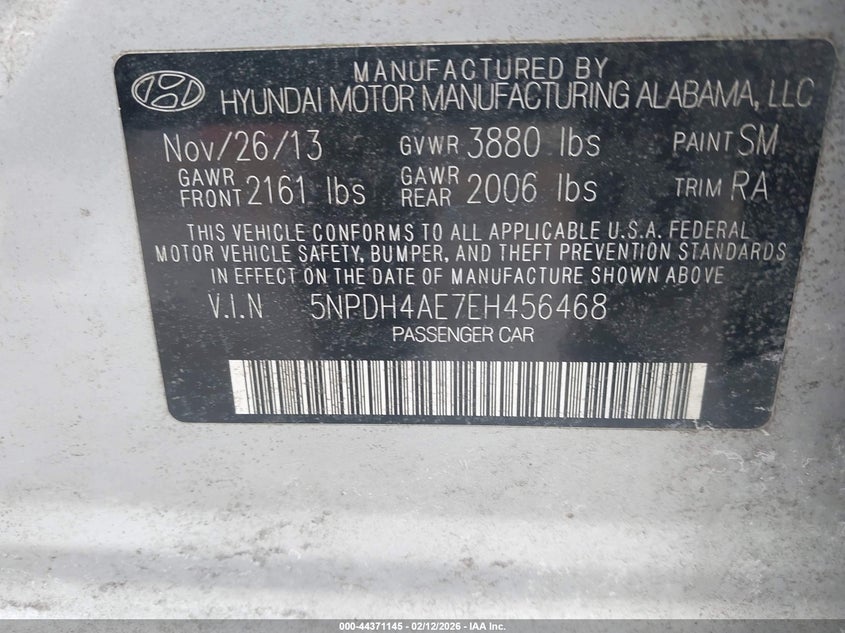 MANUFACTURED BY
HYUNDAI MOTOR MANUFACTURING ALABAMA, LLC
Nov/26/13 GVWR 3880 lbs PAINT SM
GAWR FRONT 2161 lbs GAWR REAR 2006 lbs TRIM RA
THIS VEHICLE CONFORMS TO ALL APPLICABLE U.S.A. FEDERAL
MOTOR VEHICLE SAFETY, BUMPER, AND THEFT PREVENTION STANDARDS
IN EFFECT ON THE DATE OF MANUFACTURE SHOWN ABOVE
V.I.N 5NPDH4AE7EH456468
PASSENGER CAR
000-44371145 - 02/12/2026 - IAA Inc.